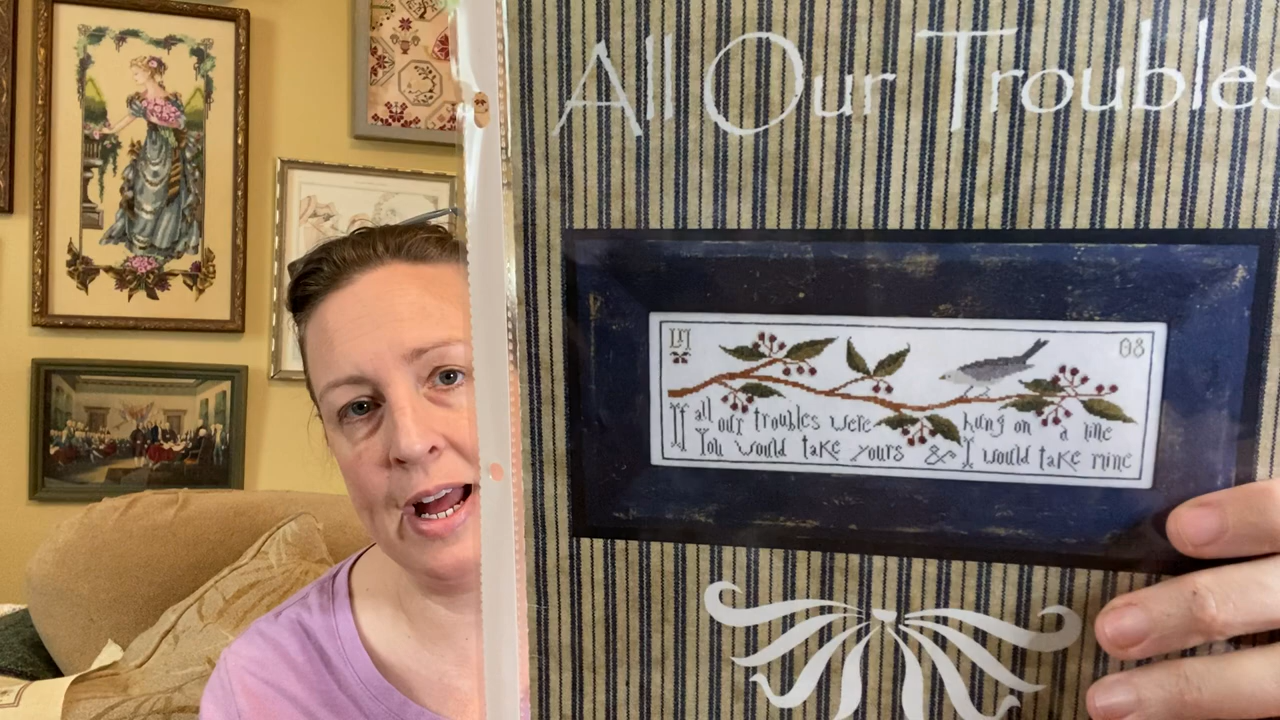 All Our Troubles
LM
08
If all our troubles were hung on a line
You would take yours & I would take mine